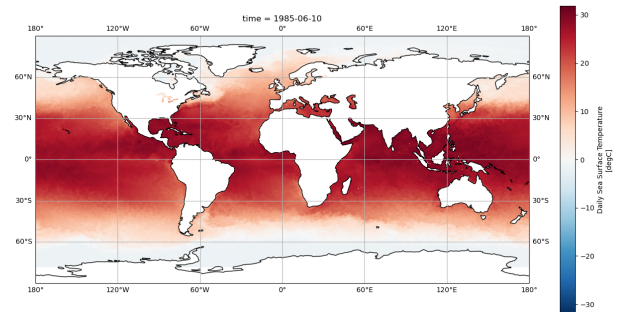 time = 1985-06-10
180° 120°W 60°W 0° 60°E 120°E 180°
60°N 60°N
30°N 30°N
0° 0°
30°S 30°S
60°S 60°S
180° 120°W 60°W 0° 60°E 120°E 180°
30
20
10
0
−10
−20
−30
Daily Sea Surface Temperature
[degC]